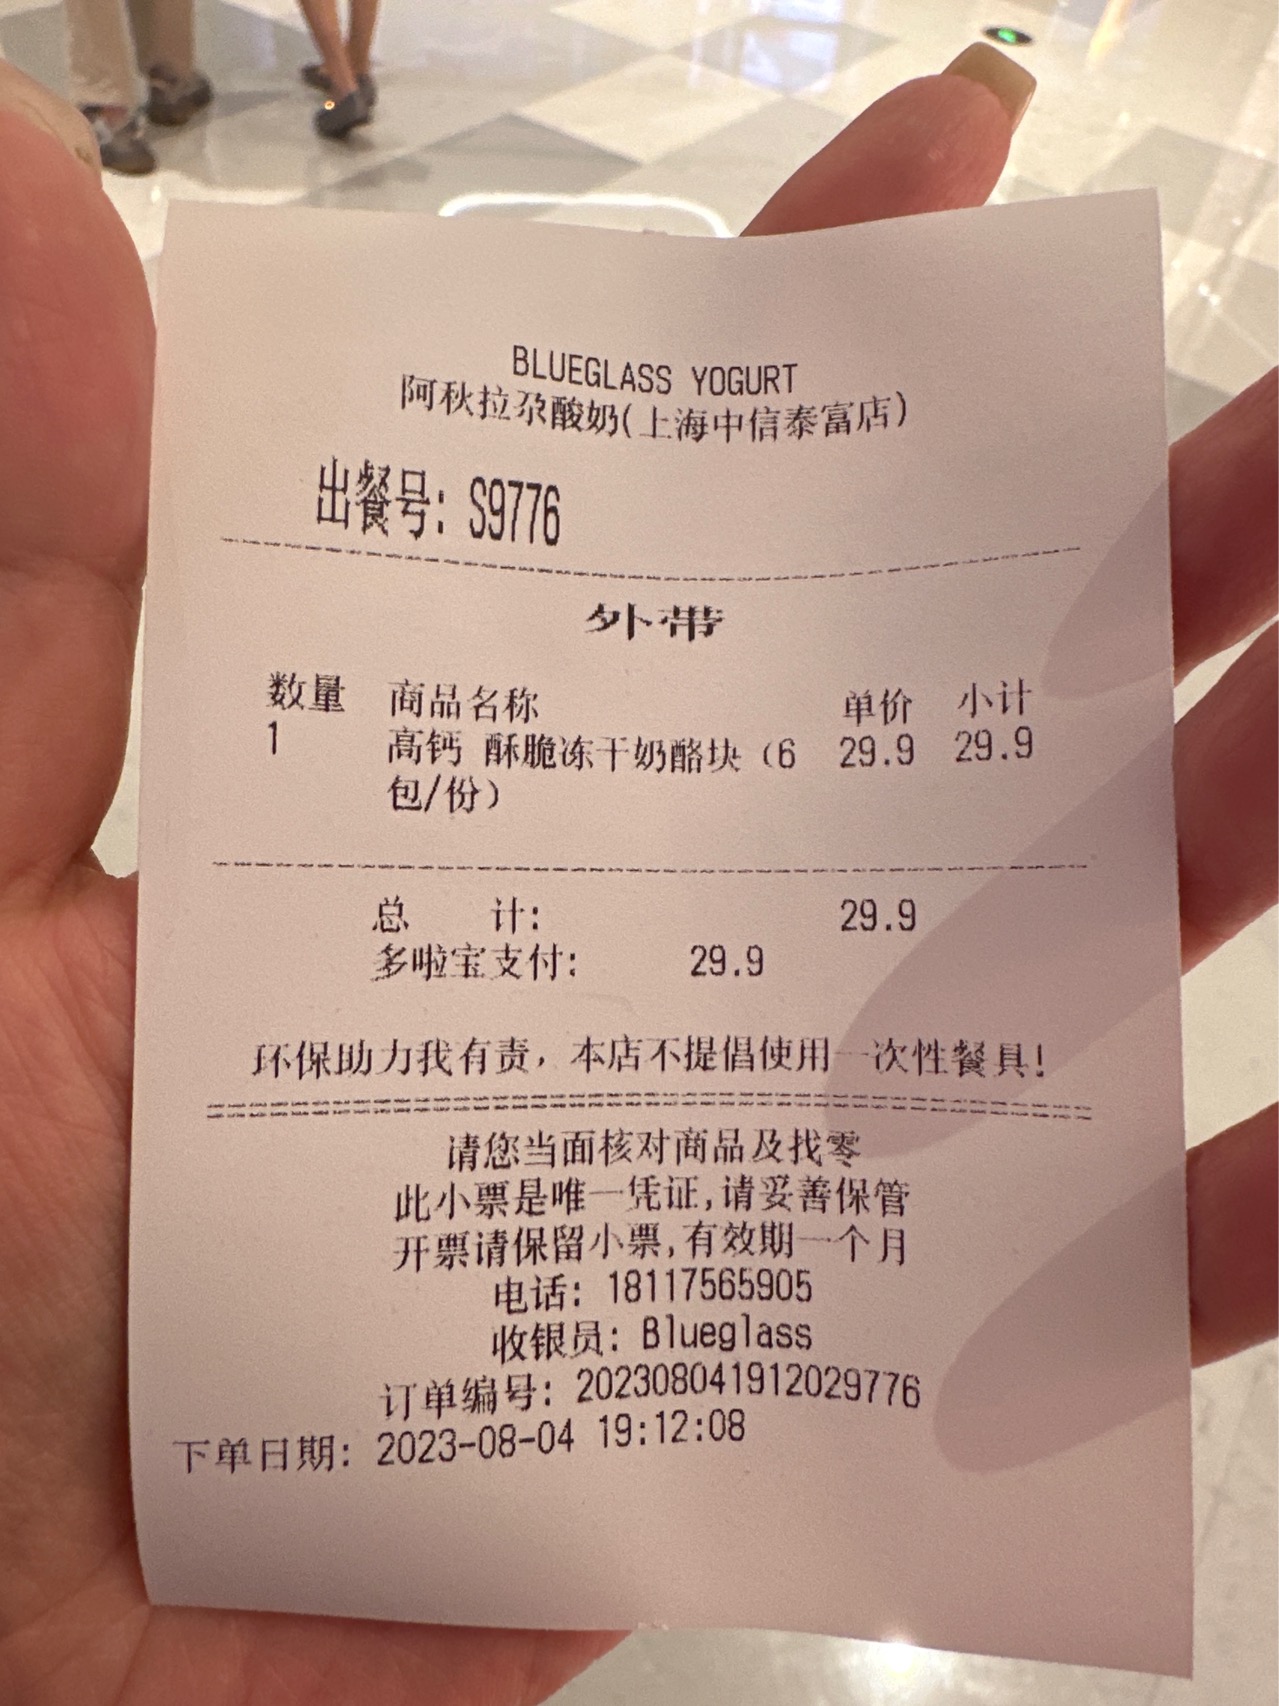 BLUEGLASS YOGURT
阿秋拉尕酸奶(上海中信泰富店)
出餐号: S9776
外带
数量 商品名称 单价 小计
1 高钙 酥脆冻干奶酪块（6 29.9 29.9
包/份）
总 计: 29.9
多啦宝支付: 29.9
环保助力我有责，本店不提倡使用一次性餐具!
请您当面核对商品及找零
此小票是唯一凭证,请妥善保管
开票请保留小票,有效期一个月
电话: 18117565905
收银员: Blueglass
订单编号: 202308041912029776
下单日期: 2023-08-04 19:12:08